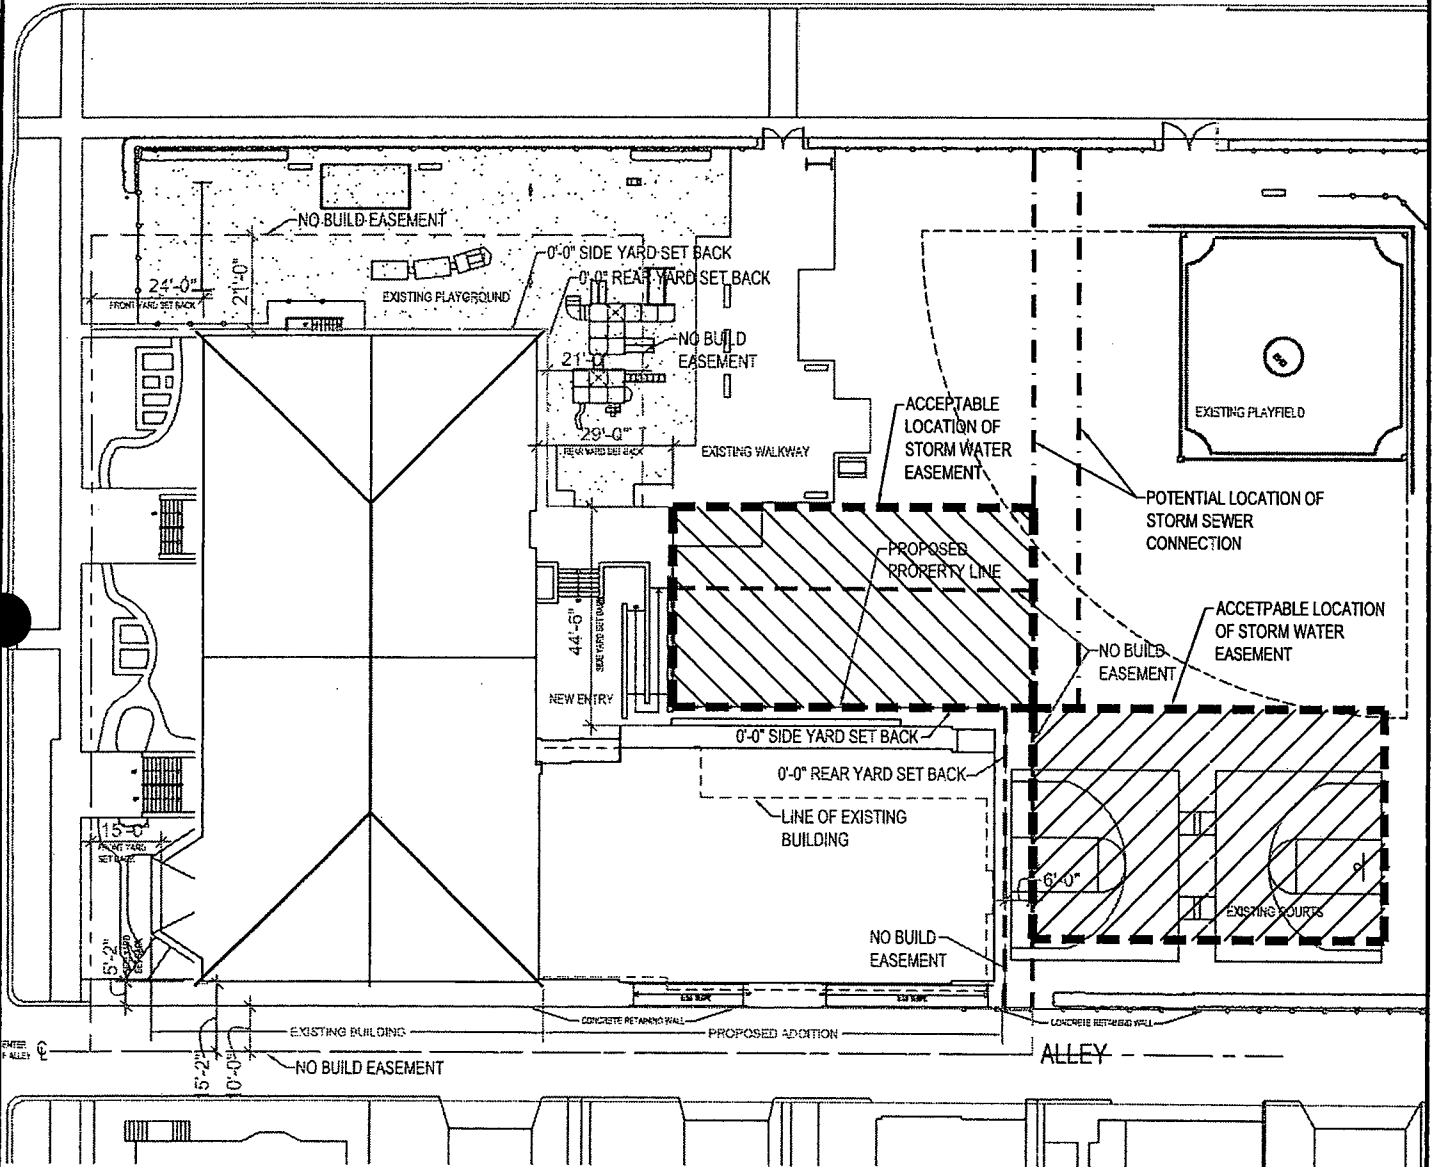 NO BUILD EASEMENT
0'-0" SIDE YARD SET BACK
0'-0" REAR YARD SET BACK
24'-0"
FRONT YARD SET BACK
21'-0"
EXISTING PLAYGROUND
NO BUILD
EASEMENT
21'-0
29'-0"
REAR YARD SET BACK
EXISTING WALKWAY
ACCEPTABLE
LOCATION OF
STORM WATER
EASEMENT
EXISTING PLAYFIELD
POTENTIAL LOCATION OF
STORM SEWER
CONNECTION
PROPOSED
PROPERTY LINE
44'-6"
SIDE YARD SET BACK
ACCETPABLE LOCATION
OF STORM WATER
EASEMENT
NO BUILD
EASEMENT
NEW ENTRY
0'-0" SIDE YARD SET BACK
0'-0" REAR YARD SET BACK
LINE OF EXISTING
BUILDING
15'-0"
FRONT YARD
SET BACK
6'-0"
EXISTING COURTS
NO BUILD
EASEMENT
5'-2"
EXISTING BUILDING
CONCRETE RETAINING WALL
PROPOSED ADDITION
CONCRETE RETAINING WALL
ALLEY
NO BUILD EASEMENT
5'-2"
0'-0"